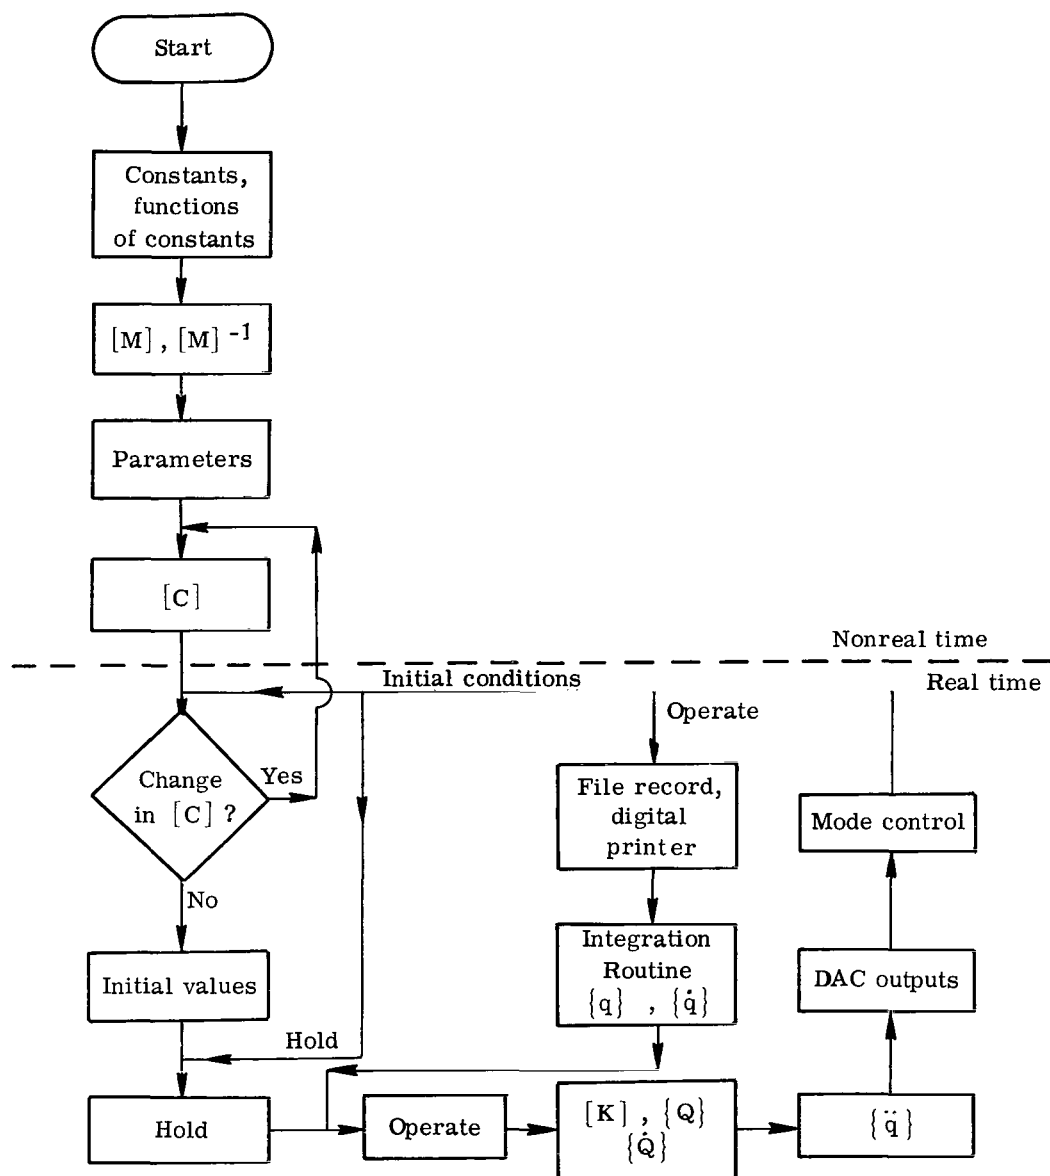 Start
Constants,
functions
of constants
[M] , [M] -1
Parameters
[C]
Nonreal time
Real time
Initial conditions
Operate
Change
in [C] ?
Yes
No
File record,
digital
printer
Mode control
Initial values
Integration
Routine
{q} , {q̇}
DAC outputs
Hold
Hold
Operate
[K] , {Q}
{Q̇}
{q̈}